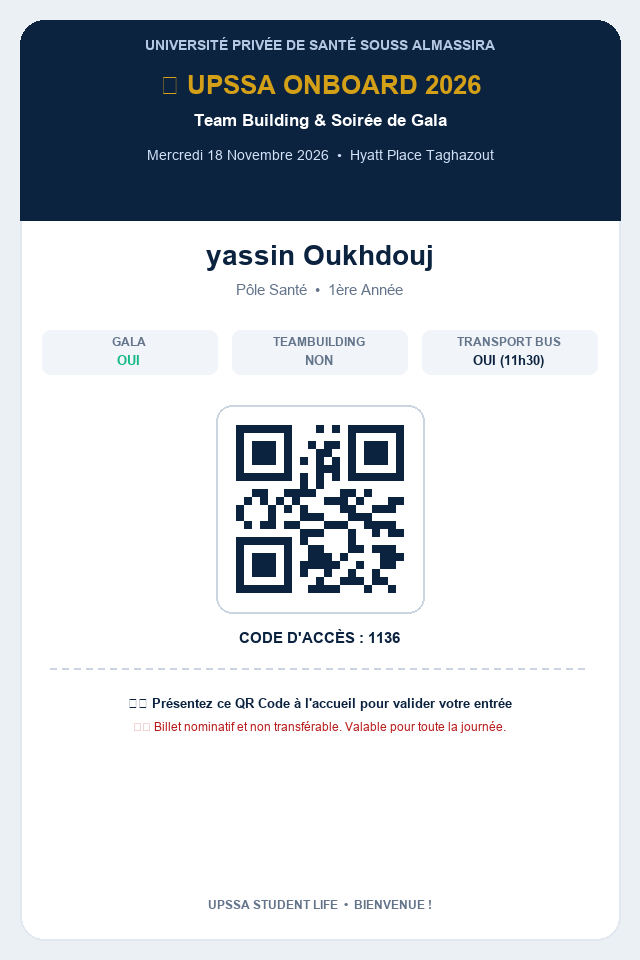 UNIVERSITÉ PRIVÉE DE SANTÉ SOUSS ALMASSIRA
UPSSA ONBOARD 2026
Team Building & Soirée de Gala
Mercredi 18 Novembre 2026 • Hyatt Place Taghazout
yassin Oukhdouj
Pôle Santé • 1ère Année
GALA
OUI
TEAMBUILDING
NON
TRANSPORT BUS
OUI (11h30)
CODE D'ACCÈS : 1136
Présentez ce QR Code à l'accueil pour valider votre entrée
Billet nominatif et non transférable. Valable pour toute la journée.
UPSSA STUDENT LIFE • BIENVENUE !